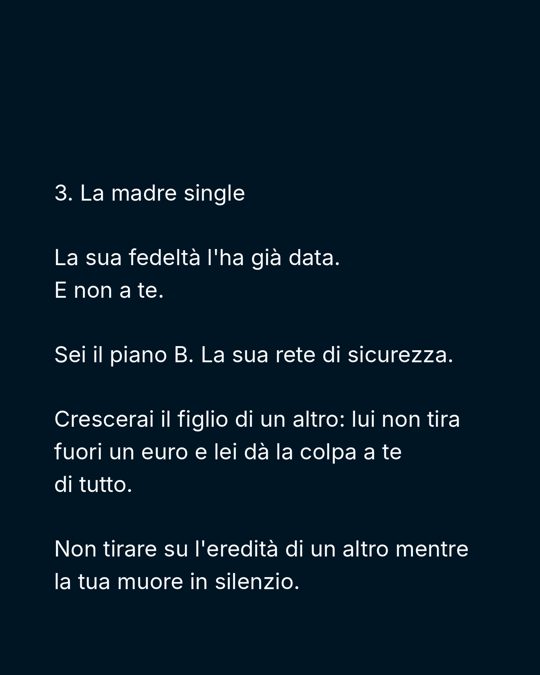 3. La madre single
La sua fedeltà l'ha già data.
E non a te.
Sei il piano B. La sua rete di sicurezza.
Crescerai il figlio di un altro: lui non tira
fuori un euro e lei dà la colpa a te
di tutto.
Non tirare su l'eredità di un altro mentre
la tua muore in silenzio.